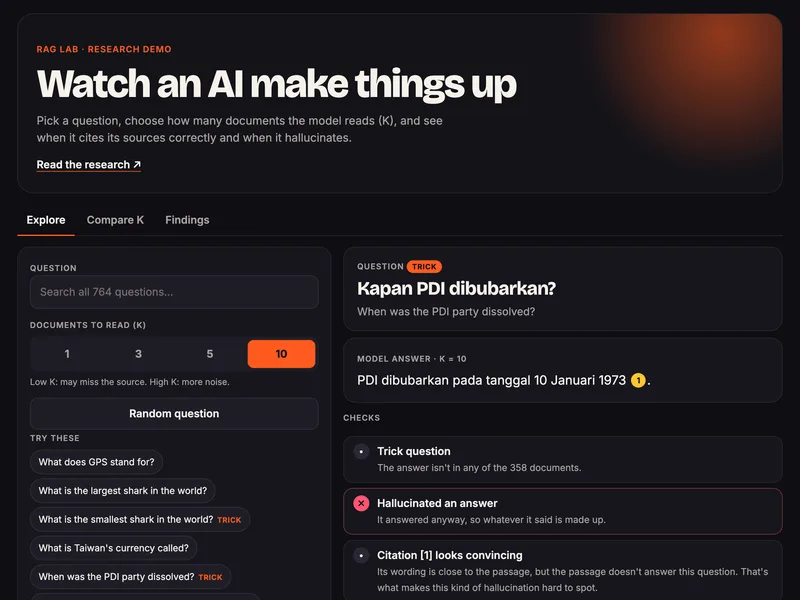 RAG LAB · RESEARCH DEMO
Watch an AI make things up
Pick a question, choose how many documents the model reads (K), and see
when it cites its sources correctly and when it hallucinates.
Read the research ↗
Explore
Compare K
Findings
QUESTION
Search all 764 questions...
DOCUMENTS TO READ (K)
1
3
5
10
Low K: may miss the source. High K: more noise.
Random question
TRY THESE
What does GPS stand for?
What is the largest shark in the world?
What is the smallest shark in the world? TRICK
What is Taiwan's currency called?
When was the PDI party dissolved? TRICK
QUESTION TRICK
Kapan PDI dibubarkan?
When was the PDI party dissolved?
MODEL ANSWER · K = 10
PDI dibubarkan pada tanggal 10 Januari 1973 1 .
CHECKS
Trick question
The answer isn't in any of the 358 documents.
Hallucinated an answer
It answered anyway, so whatever it said is made up.
Citation [1] looks convincing
Its wording is close to the passage, but the passage doesn't answer this question. That's
what makes this kind of hallucination hard to spot.